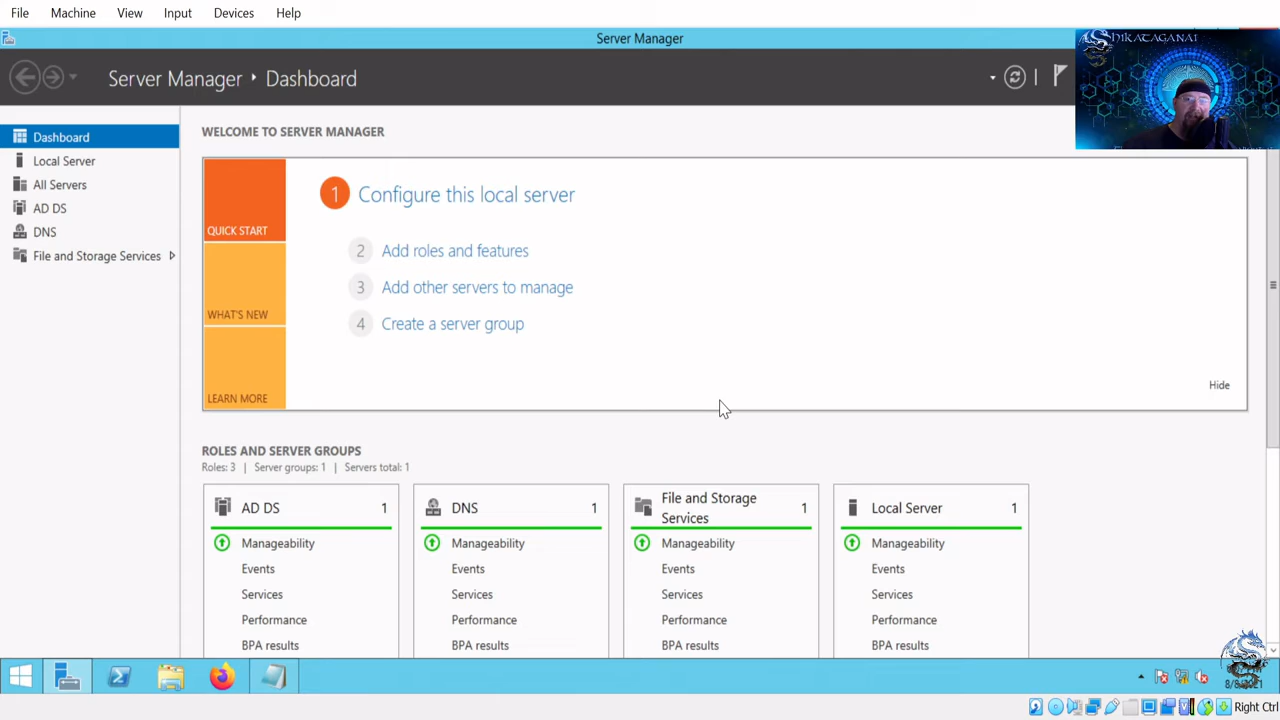 File Machine View Input Devices Help
Server Manager
SHIKATAGANAI
Server Manager Dashboard
Dashboard
Local Server
All Servers
AD DS
DNS
File and Storage Services
WELCOME TO SERVER MANAGER
QUICK START
WHAT'S NEW
LEARN MORE
1 Configure this local server
2 Add roles and features
3 Add other servers to manage
4 Create a server group
Hide
ROLES AND SERVER GROUPS
Roles: 3 | Server groups: 1 | Servers total: 1
AD DS 1
Manageability
Events
Services
Performance
BPA results
DNS 1
Manageability
Events
Services
Performance
BPA results
File and Storage
Services 1
Manageability
Events
Services
Performance
BPA results
Local Server 1
Manageability
Events
Services
Performance
BPA results
8/8/2021
Right Ctrl